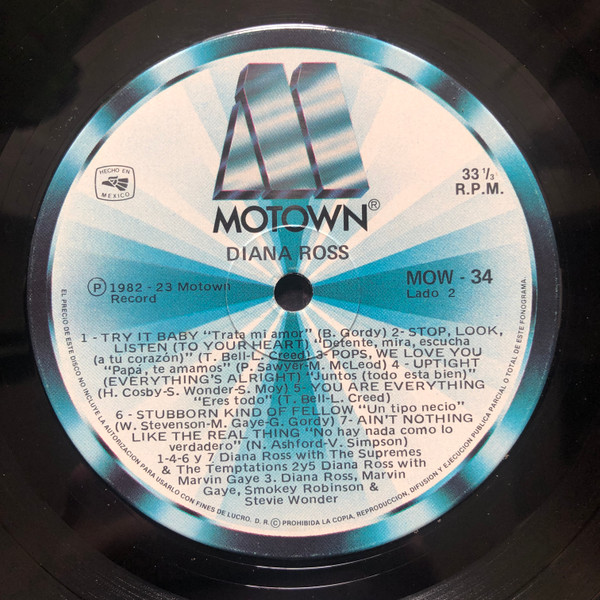 MOTOWN®
HECHO EN
MEXICO
33 1/3
R.P.M.
DIANA ROSS
Ⓟ 1982 - 23 Motown
Record
MOW - 34
Lado 2
1 - TRY IT BABY "Trata mi amor" (B. Gordy) 2- STOP, LOOK,
LISTEN (TO YOUR HEART) "Detente, mira, escucha
(a tu corazón)" (T. Bell-L. Creed) 3- POPS, WE LOVE YOU
"Papá, te amamos" (P. Sawyer-M. McLeod) 4 - UPTIGHT
(EVERYTHING'S ALRIGHT) "Juntos (todo esta bien)"
(H. Cosby-S. Wonder-S. Moy) 5 - YOU ARE EVERYTHING
"Eres todo" (T. Bell-L. Creed)
6 - STUBBORN KIND OF FELLOW "Un tipo necio"
(W. Stevenson-M. Gaye-G. Gordy) 7- AIN'T NOTHING
LIKE THE REAL THING "No hay nada como lo
verdadero" (N. Ashford-V. Simpson)
1-4-6 y 7 Diana Ross with The Supremes
& The Temptations 2y5 Diana Ross with
Marvin Gaye 3. Diana Ross, Marvin
Gaye, Smokey Robinson &
Stevie Wonder
EL PRECIO DE ESTE DISCO NO INCLUYE LA AUTORIZACION PARA USARLO CON FINES DE LUCRO. D. R. © PROHIBIDA LA COPIA, REPRODUCCION, DIFUSION Y EJECUCION PUBLICA PARCIAL O TOTAL DE ESTE FONOGRAMA.